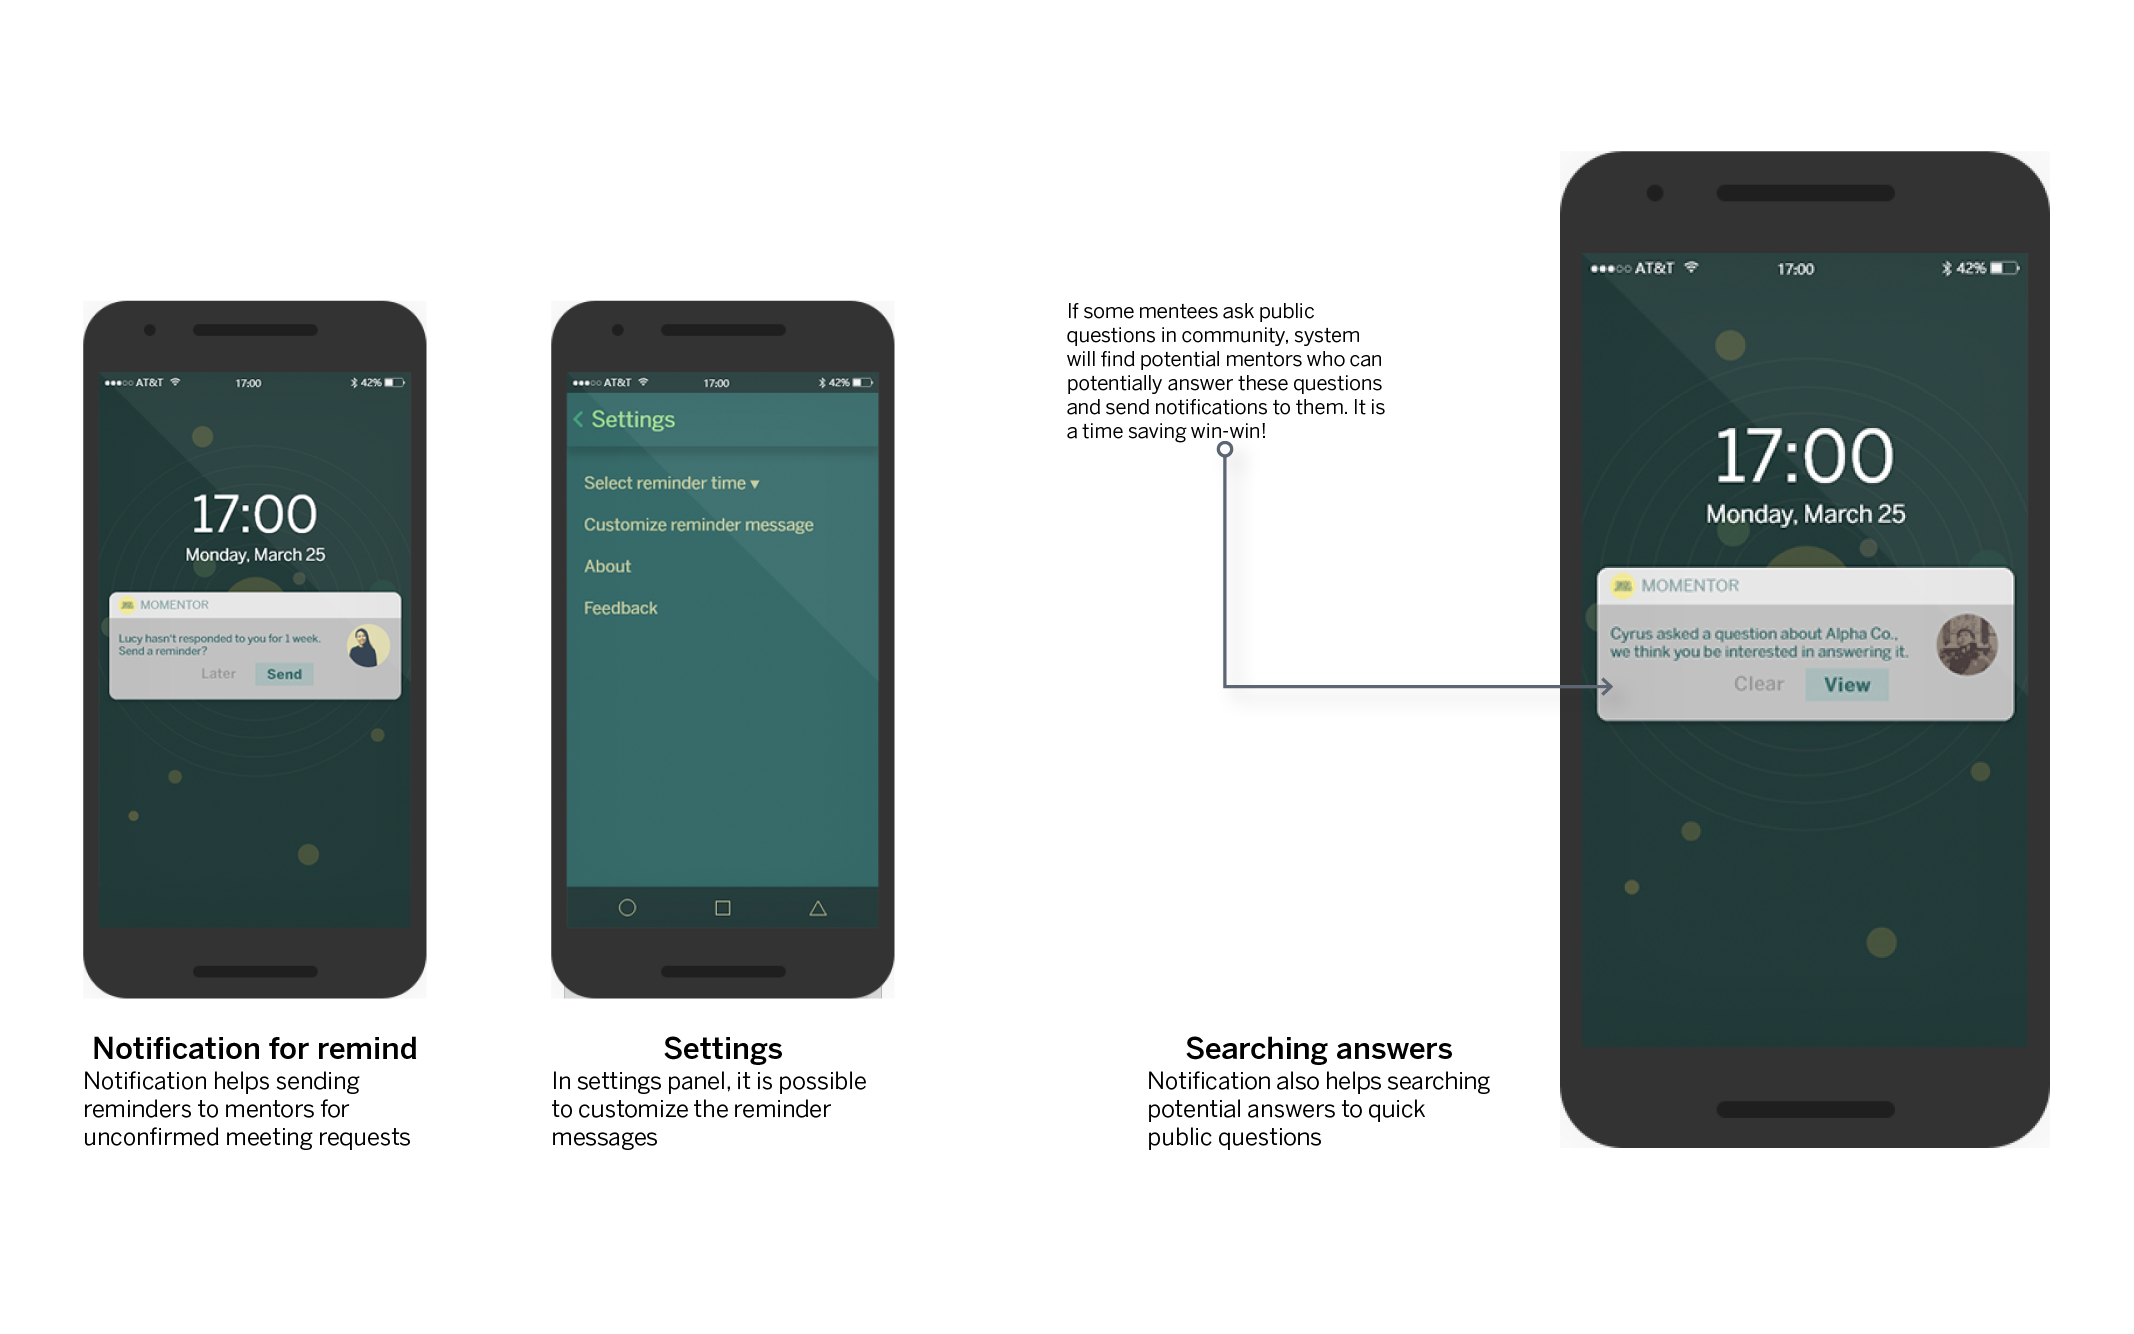 AT&T 17:00 42%
17:00
Monday, March 25
MOMENTOR
Lucy hasn't responded to you for 1 week.
Send a reminder?
Later Send
Notification for remind
Notification helps sending
reminders to mentors for
unconfirmed meeting requests
AT&T 17:00 42%
Settings
Select reminder time
Customize reminder message
About
Feedback
Settings
In settings panel, it is possible
to customize the reminder
messages
If some mentees ask public
questions in community, system
will find potential mentors who can
potentially answer these questions
and send notifications to them. It is
a time saving win-win!
Searching answers
Notification also helps searching
potential answers to quick
public questions
AT&T 17:00 42%
17:00
Monday, March 25
MOMENTOR
Cyrus asked a question about Alpha Co.,
we think you be interested in answering it.
Clear View